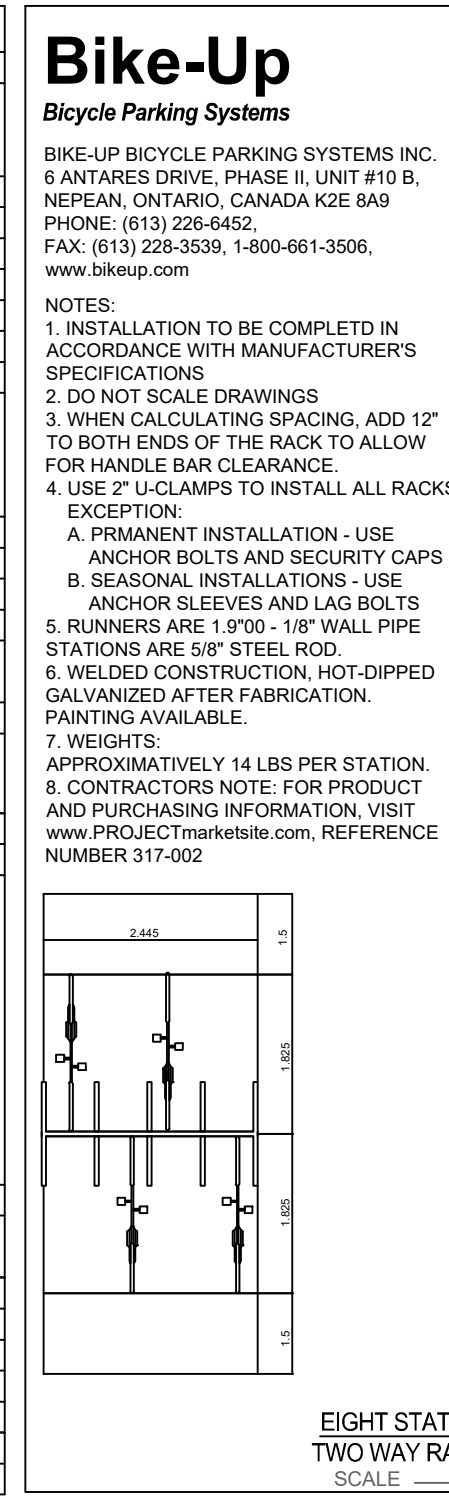 Bike-Up
Bicycle Parking Systems
BIKE-UP BICYCLE PARKING SYSTEMS INC.
6 ANTARES DRIVE, PHASE II, UNIT #10 B,
NEPEAN, ONTARIO, CANADA K2E 8A9
PHONE: (613) 226-6452,
FAX: (613) 228-3539, 1-800-661-3506,
www.bikeup.com
NOTES:
1. INSTALLATION TO BE COMPLETD IN
ACCORDANCE WITH MANUFACTURER'S
SPECIFICATIONS
2. DO NOT SCALE DRAWINGS
3. WHEN CALCULATING SPACING, ADD 12"
TO BOTH ENDS OF THE RACK TO ALLOW
FOR HANDLE BAR CLEARANCE.
4. USE 2" U-CLAMPS TO INSTALL ALL RACKS
EXCEPTION:
A. PRMANENT INSTALLATION - USE
ANCHOR BOLTS AND SECURITY CAPS
B. SEASONAL INSTALLATIONS - USE
ANCHOR SLEEVES AND LAG BOLTS
5. RUNNERS ARE 1.9"00 - 1/8" WALL PIPE
STATIONS ARE 5/8" STEEL ROD.
6. WELDED CONSTRUCTION, HOT-DIPPED
GALVANIZED AFTER FABRICATION.
PAINTING AVAILABLE.
7. WEIGHTS:
APPROXIMATIVELY 14 LBS PER STATION.
8. CONTRACTORS NOTE: FOR PRODUCT
AND PURCHASING INFORMATION, VISIT
www.PROJECTmarketsite.com, REFERENCE
NUMBER 317-002
2.445
1.5
1.825
1.825
1.5
EIGHT STAT
TWO WAY RA
SCALE